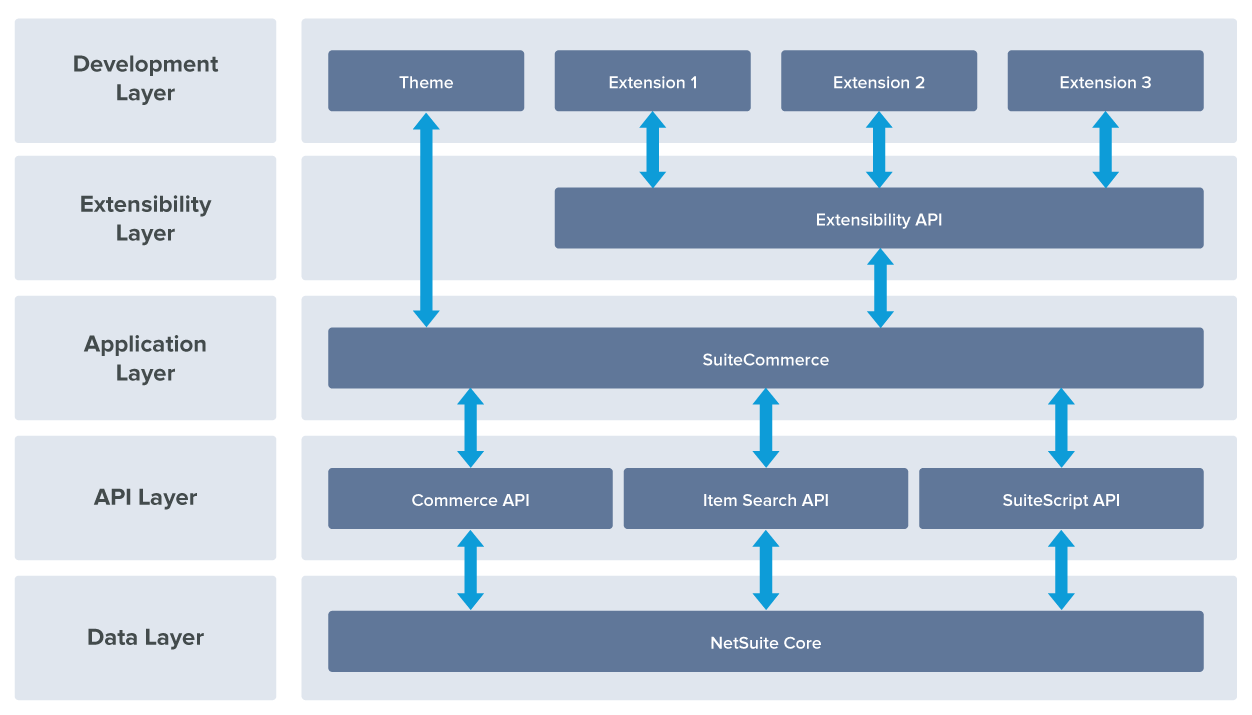 Development
Layer
Theme
Extension 1
Extension 2
Extension 3
Extensibility
Layer
Extensibility API
Application
Layer
SuiteCommerce
API Layer
Commerce API
Item Search API
SuiteScript API
Data Layer
NetSuite Core